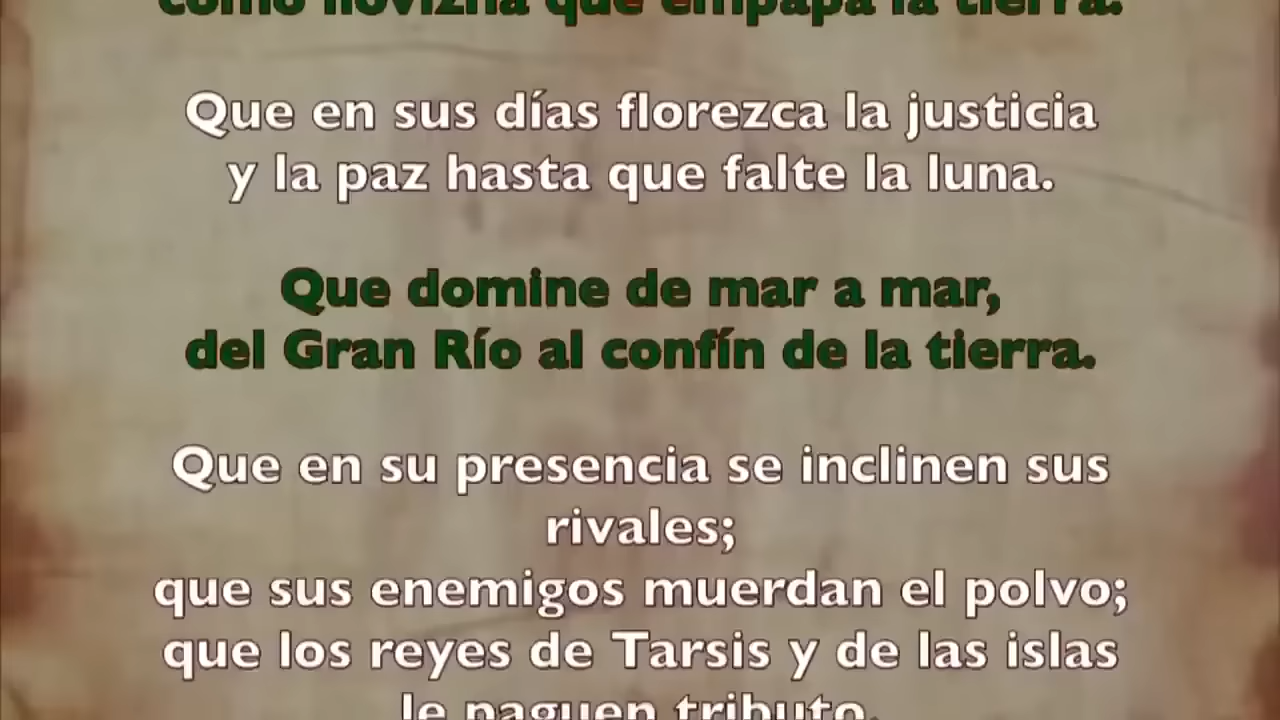 como llovizna que empapa la tierra.
Que en sus días florezca la justicia
y la paz hasta que falte la luna.
Que domine de mar a mar,
del Gran Río al confín de la tierra.
Que en su presencia se inclinen sus
rivales;
que sus enemigos muerdan el polvo;
que los reyes de Tarsis y de las islas
le paguen tributo.